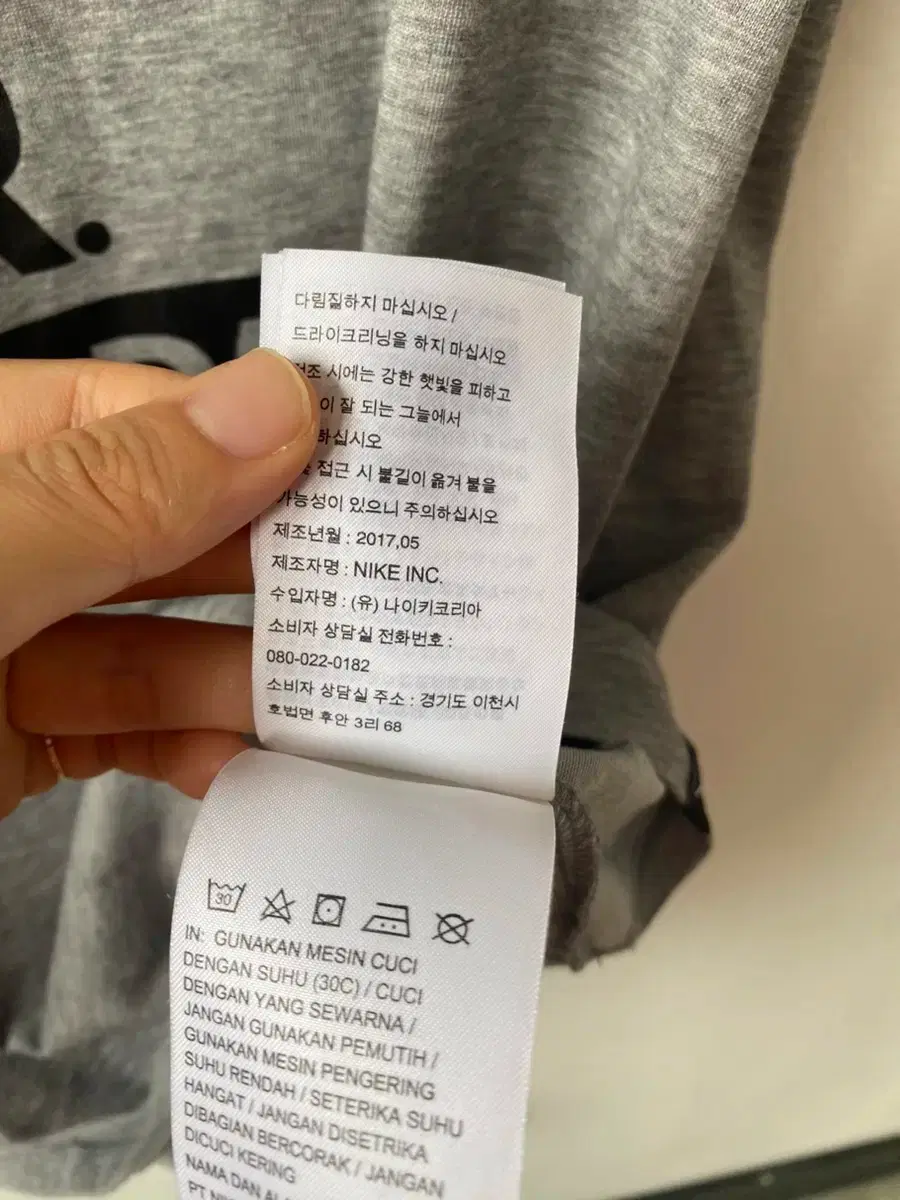 R.
다림질하지 마십시오 /
드라이크리닝을 하지 마십시오
시에는 강한 햇빛을 피하고
잘 되는 그늘에서
하십시오
접근 시 불길이 옮겨 붙을
가능성이 있으니 주의하십시오
제조년월 : 2017,05
제조자명 : NIKE INC.
수입자명 : (유) 나이키코리아
소비자 상담실 전화번호 :
080-022-0182
소비자 상담실 주소 : 경기도 이천시
호법면 후안 3리 68
30
IN: GUNAKAN MESIN CUCI
DENGAN SUHU (30C) / CUCI
DENGAN YANG SEWARNA /
JANGAN GUNAKAN PEMUTIH /
GUNAKAN MESIN PENGERING
SUHU RENDAH / SETERIKA SUHU
HANGAT / JANGAN DISETRIKA
DIBAGIAN BERCORAK / JANGAN
DICUCI KERING
NAMA DAN
PT